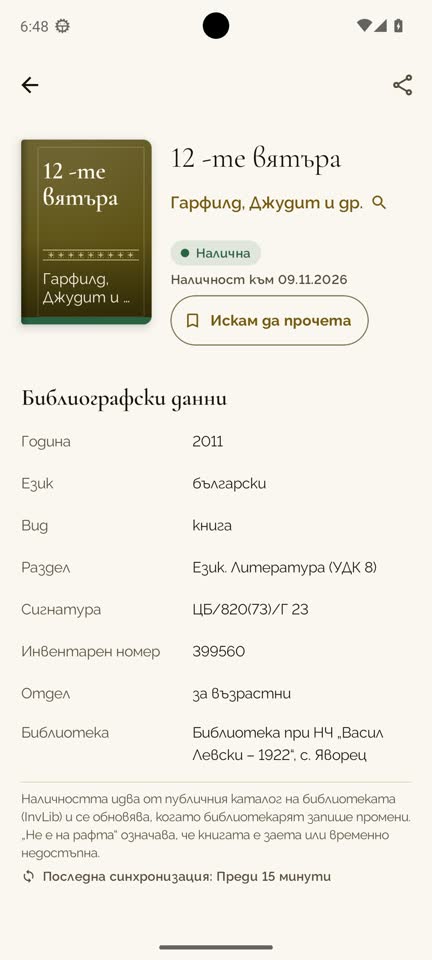 6:48
12 -те
вятъра
Гарфилд,
Джудит и ...
12 -те вятъра
Гарфилд, Джудит и др.
Налична
Наличност към 09.11.2026
Искам да прочета
Библиографски данни
Година 2011
Език български
Вид книга
Раздел Език. Литература (УДК 8)
Сигнатура ЦБ/820(73)/Г 23
Инвентарен номер 399560
Отдел за възрастни
Библиотека Библиотека при НЧ „Васил
Левски – 1922“, с. Яворец
Наличността идва от публичния каталог на библиотеката
(InvLib) и се обновява, когато библиотекарят запише промени.
„Не е на рафта“ означава, че книгата е заета или временно
недостъпна.
Последна синхронизация: Преди 15 минути